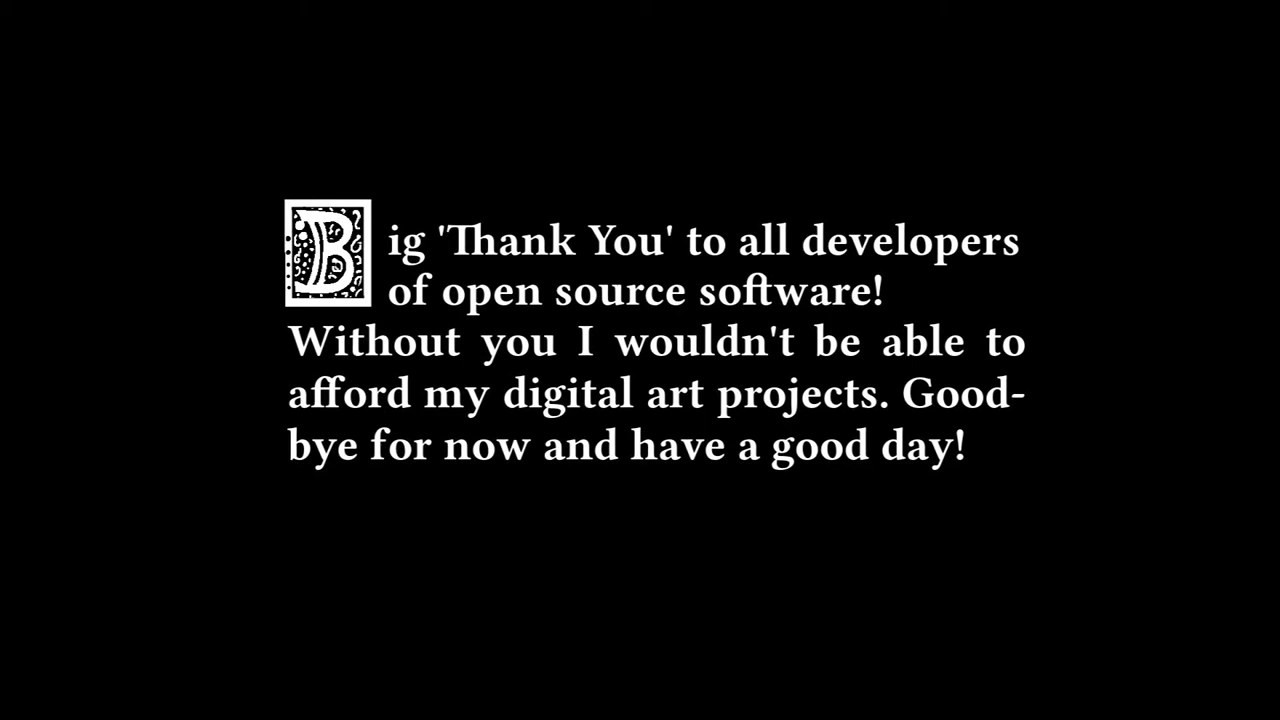 Big 'Thank You' to all developers
of open source software!
Without you I wouldn't be able to
afford my digital art projects. Good-
bye for now and have a good day!